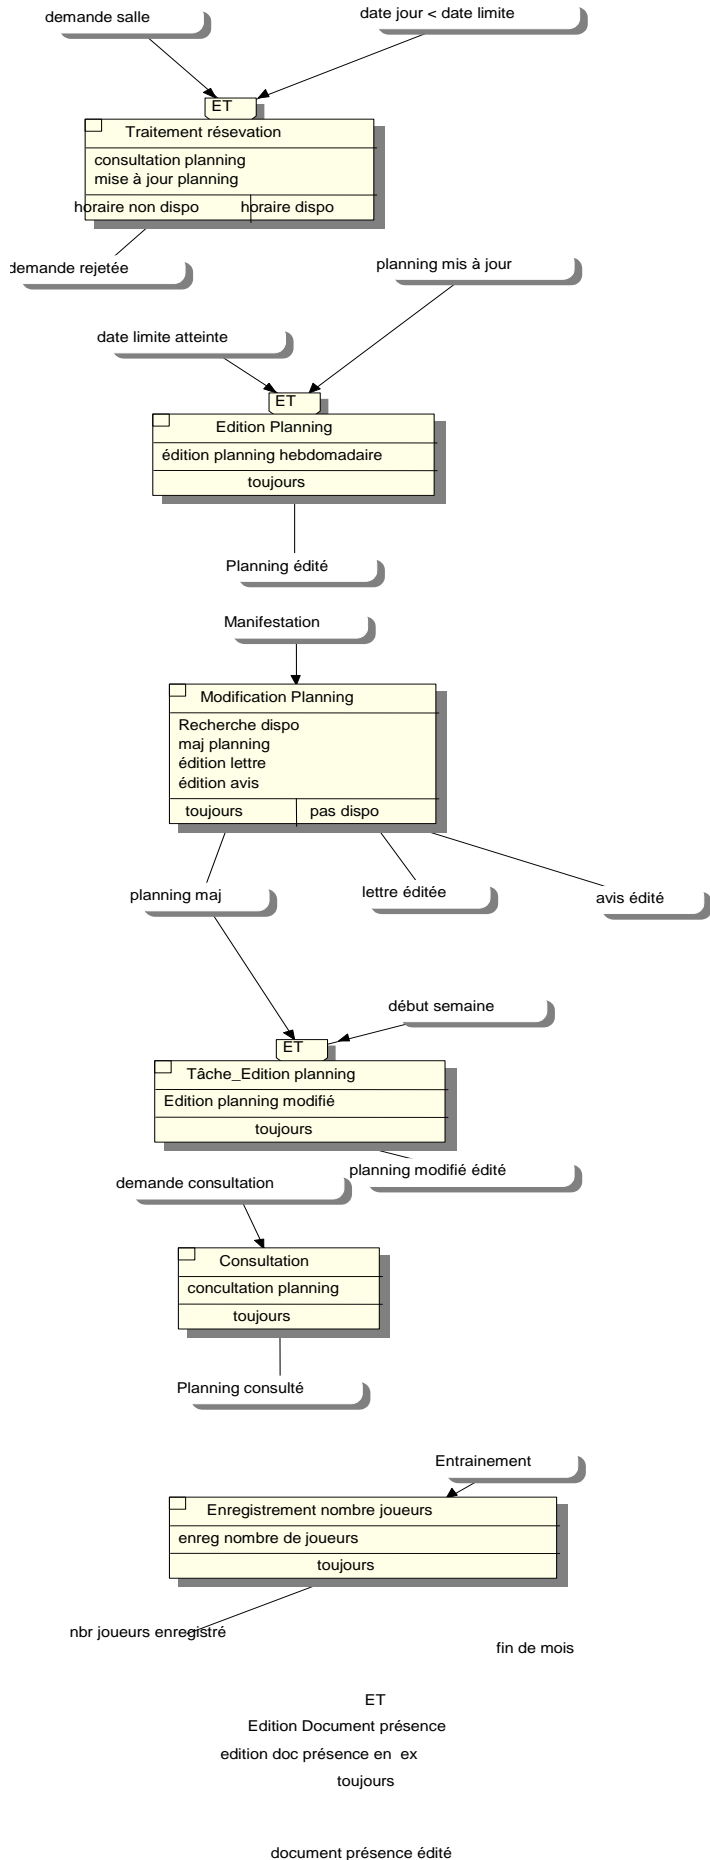 demande salle
date jour < date limite
ET
Traitement résevation
consultation planning
mise à jour planning
horaire non dispo
horaire dispo
demande rejetée
planning mis à jour
date limite atteinte
ET
Edition Planning
édition planning hebdomadaire
toujours
Planning édité
Manifestation
Modification Planning
Recherche dispo
maj planning
édition lettre
édition avis
toujours
pas dispo
planning maj
lettre éditée
avis édité
début semaine
ET
Tâche_Edition planning
Edition planning modifié
toujours
planning modifié édité
demande consultation
Consultation
concultation planning
toujours
Planning consulté
Entrainement
Enregistrement nombre joueurs
enreg nombre de joueurs
toujours
nbr joueurs enregistré
fin de mois
ET
Edition Document présence
edition doc présence en  ex
toujours
document présence édité